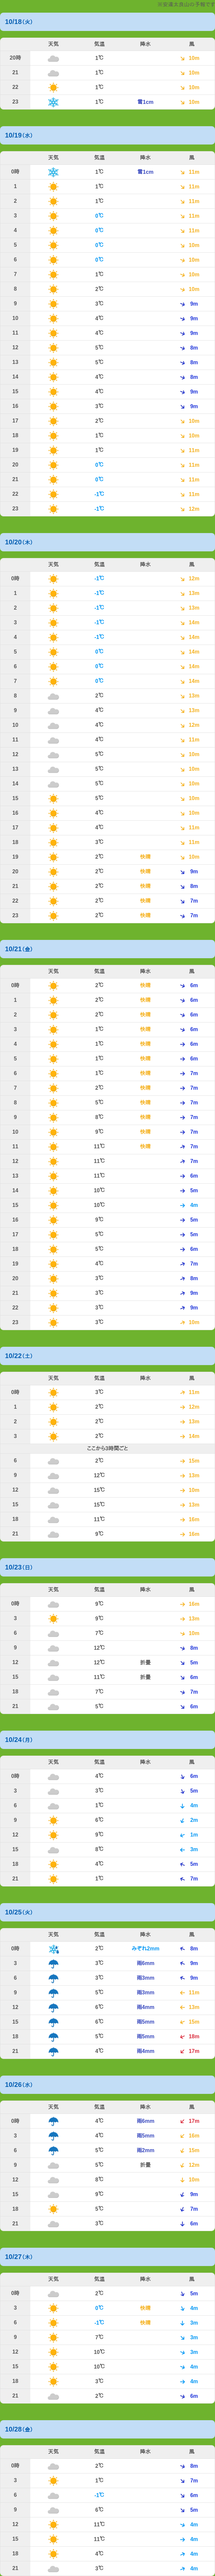 10/18(火)
天気 気温 降水 風
20時 1℃ 10m
21 1℃ 10m
22 1℃ 10m
23 1℃ 雪1cm 10m
10/19(水)
天気 気温 降水 風
0時 1℃ 雪1cm 11m
1 1℃ 11m
2 1℃ 11m
3 0℃ 11m
4 0℃ 11m
5 0℃ 10m
6 0℃ 10m
7 1℃ 10m
8 2℃ 10m
9 3℃ 9m
10 4℃ 9m
11 4℃ 9m
12 5℃ 8m
13 5℃ 8m
14 4℃ 8m
15 4℃ 9m
16 3℃ 9m
17 2℃ 10m
18 1℃ 10m
19 1℃ 11m
20 0℃ 11m
21 0℃ 11m
22 -1℃ 11m
23 -1℃ 12m
10/20(木)
天気 気温 降水 風
0時 -1℃ 12m
1 -1℃ 13m
2 -1℃ 13m
3 -1℃ 14m
4 -1℃ 14m
5 0℃ 14m
6 0℃ 14m
7 0℃ 14m
8 2℃ 13m
9 4℃ 13m
10 4℃ 12m
11 4℃ 11m
12 5℃ 10m
13 5℃ 10m
14 5℃ 10m
15 5℃ 10m
16 4℃ 10m
17 4℃ 11m
18 3℃ 11m
19 2℃ 快晴 10m
20 2℃ 快晴 9m
21 2℃ 快晴 8m
22 2℃ 快晴 7m
23 2℃ 快晴 7m
10/21(金)
天気 気温 降水 風
0時 2℃ 快晴 6m
1 2℃ 快晴 6m
2 2℃ 快晴 6m
3 1℃ 快晴 6m
4 1℃ 快晴 6m
5 1℃ 快晴 6m
6 1℃ 快晴 7m
7 2℃ 快晴 7m
8 5℃ 快晴 7m
9 8℃ 快晴 7m
10 9℃ 快晴 7m
11 11℃ 快晴 7m
12 11℃ 7m
13 11℃ 6m
14 10℃ 5m
15 10℃ 4m
16 9℃ 5m
17 5℃ 5m
18 5℃ 6m
19 4℃ 7m
20 3℃ 8m
21 3℃ 9m
22 3℃ 9m
23 3℃ 10m
10/22(土)
天気 気温 降水 風
0時 3℃ 11m
1 2℃ 12m
2 2℃ 13m
3 2℃ 14m
ここから3時間ごと
6 2℃ 15m
9 12℃ 13m
12 15℃ 10m
15 15℃ 13m
18 11℃ 16m
21 9℃ 16m
10/23(日)
天気 気温 降水 風
0時 9℃ 16m
3 9℃ 13m
6 7℃ 10m
9 12℃ 8m
12 12℃ 折曇 5m
15 11℃ 折曇 6m
18 7℃ 7m
21 5℃ 6m
10/24(月)
天気 気温 降水 風
0時 4℃ 6m
3 3℃ 5m
6 1℃ 4m
9 6℃ 2m
12 9℃ 1m
15 8℃ 3m
18 4℃ 5m
21 1℃ 7m
10/25(火)
天気 気温 降水 風
0時 2℃ みぞれ2mm 8m
3 3℃ 雨6mm 9m
6 3℃ 雨3mm 9m
9 5℃ 雨3mm 11m
12 6℃ 雨4mm 13m
15 6℃ 雨5mm 15m
18 5℃ 雨5mm 18m
21 4℃ 雨4mm 17m
10/26(水)
天気 気温 降水 風
0時 4℃ 雨6mm 17m
3 4℃ 雨5mm 16m
6 5℃ 雨2mm 15m
9 5℃ 折曇 12m
12 8℃ 10m
15 9℃ 9m
18 5℃ 7m
21 3℃ 6m
10/27(木)
天気 気温 降水 風
0時 2℃ 5m
3 0℃ 快晴 4m
6 -1℃ 快晴 3m
9 7℃ 3m
12 10℃ 3m
15 10℃ 4m
18 3℃ 4m
21 2℃ 6m
10/28(金)
天気 気温 降水 風
0時 2℃ 8m
3 1℃ 7m
6 -1℃ 6m
9 6℃ 5m
12 11℃ 4m
15 11℃ 4m
18 4℃ 4m
21 3℃ 4m